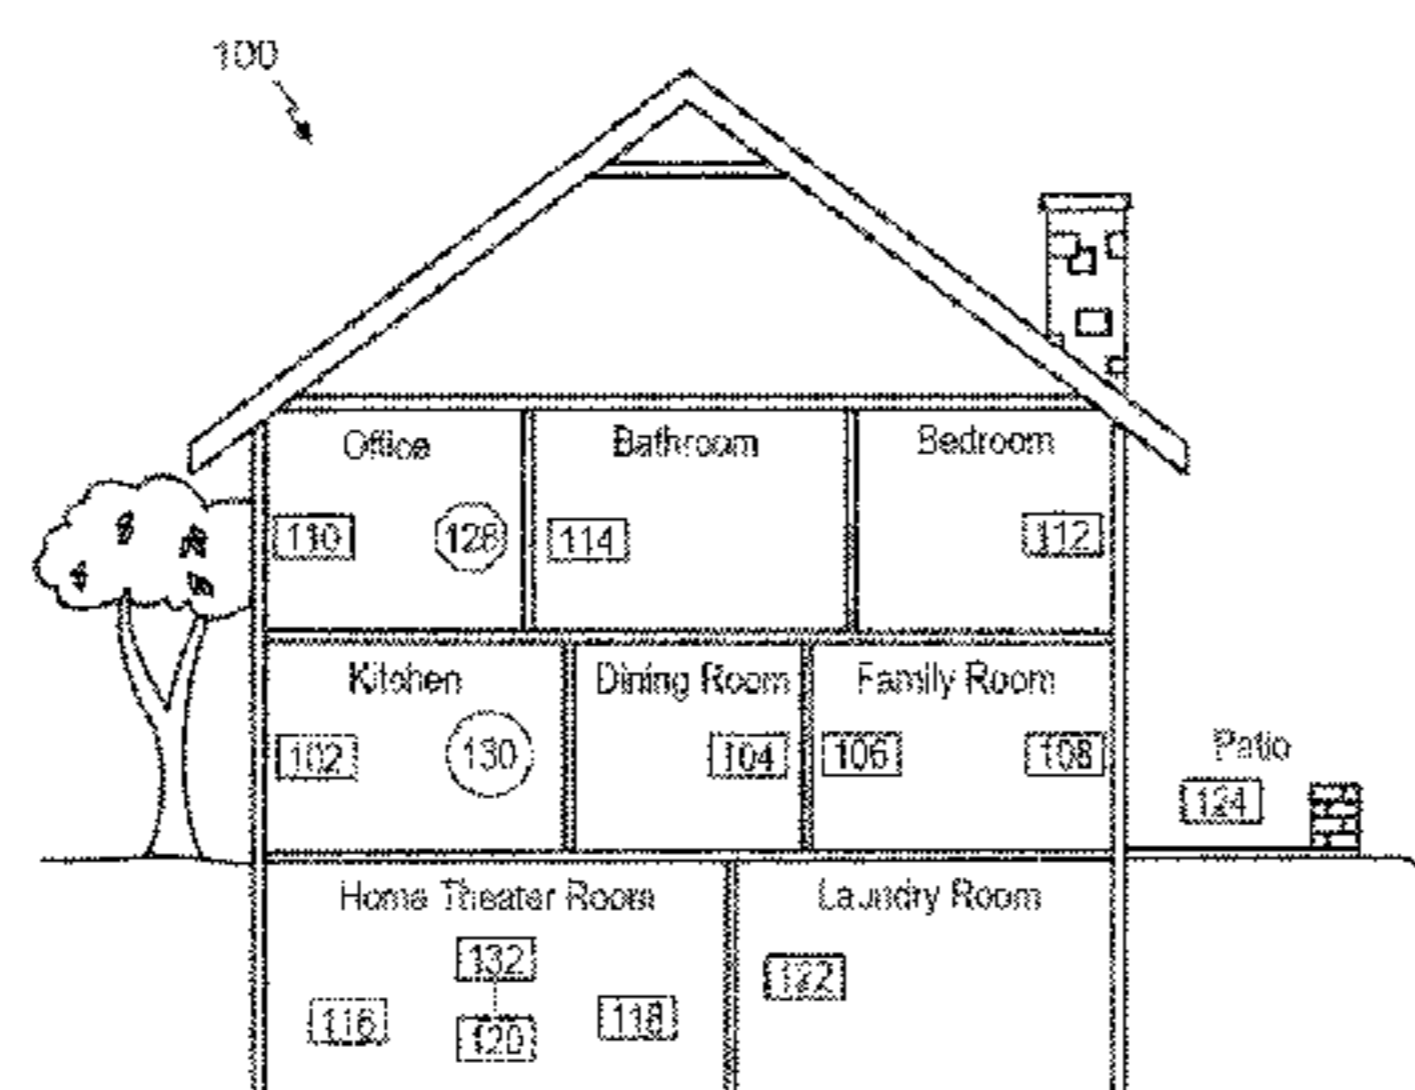 100
Office Bathroom Bedroom
110 128 114 112
Kitchen Dining Room Family Room
102 130 104 106 108
Patio
124
Home Theater Room Laundry Room
132 122
116 120 118